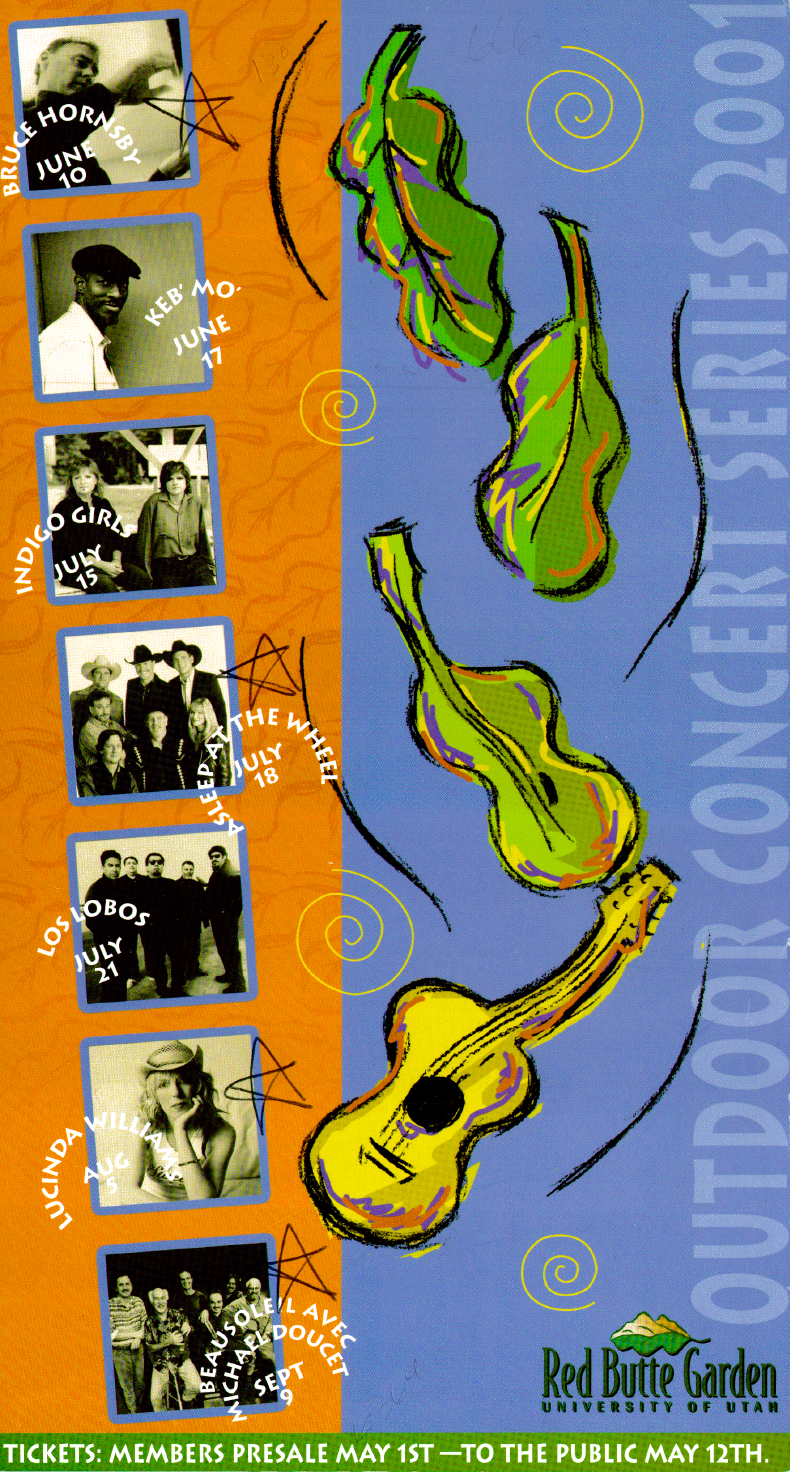 BRUCE HORNSBY
JUNE
10
KEB' MO'
JUNE
17
INDIGO GIRLS
JULY
15
ASLEEP AT THE WHEEL
JULY
18
LOS LOBOS
JULY
21
LUCINDA WILLIAMS
AUG
5
BEAUSOLEIL AVEC
MICHAEL DOUCET
SEPT
9
OUTDOOR CONCERT SERIES 2001
Red Butte Garden
UNIVERSITY OF UTAH
TICKETS: MEMBERS PRESALE MAY 1ST —TO THE PUBLIC MAY 12TH.